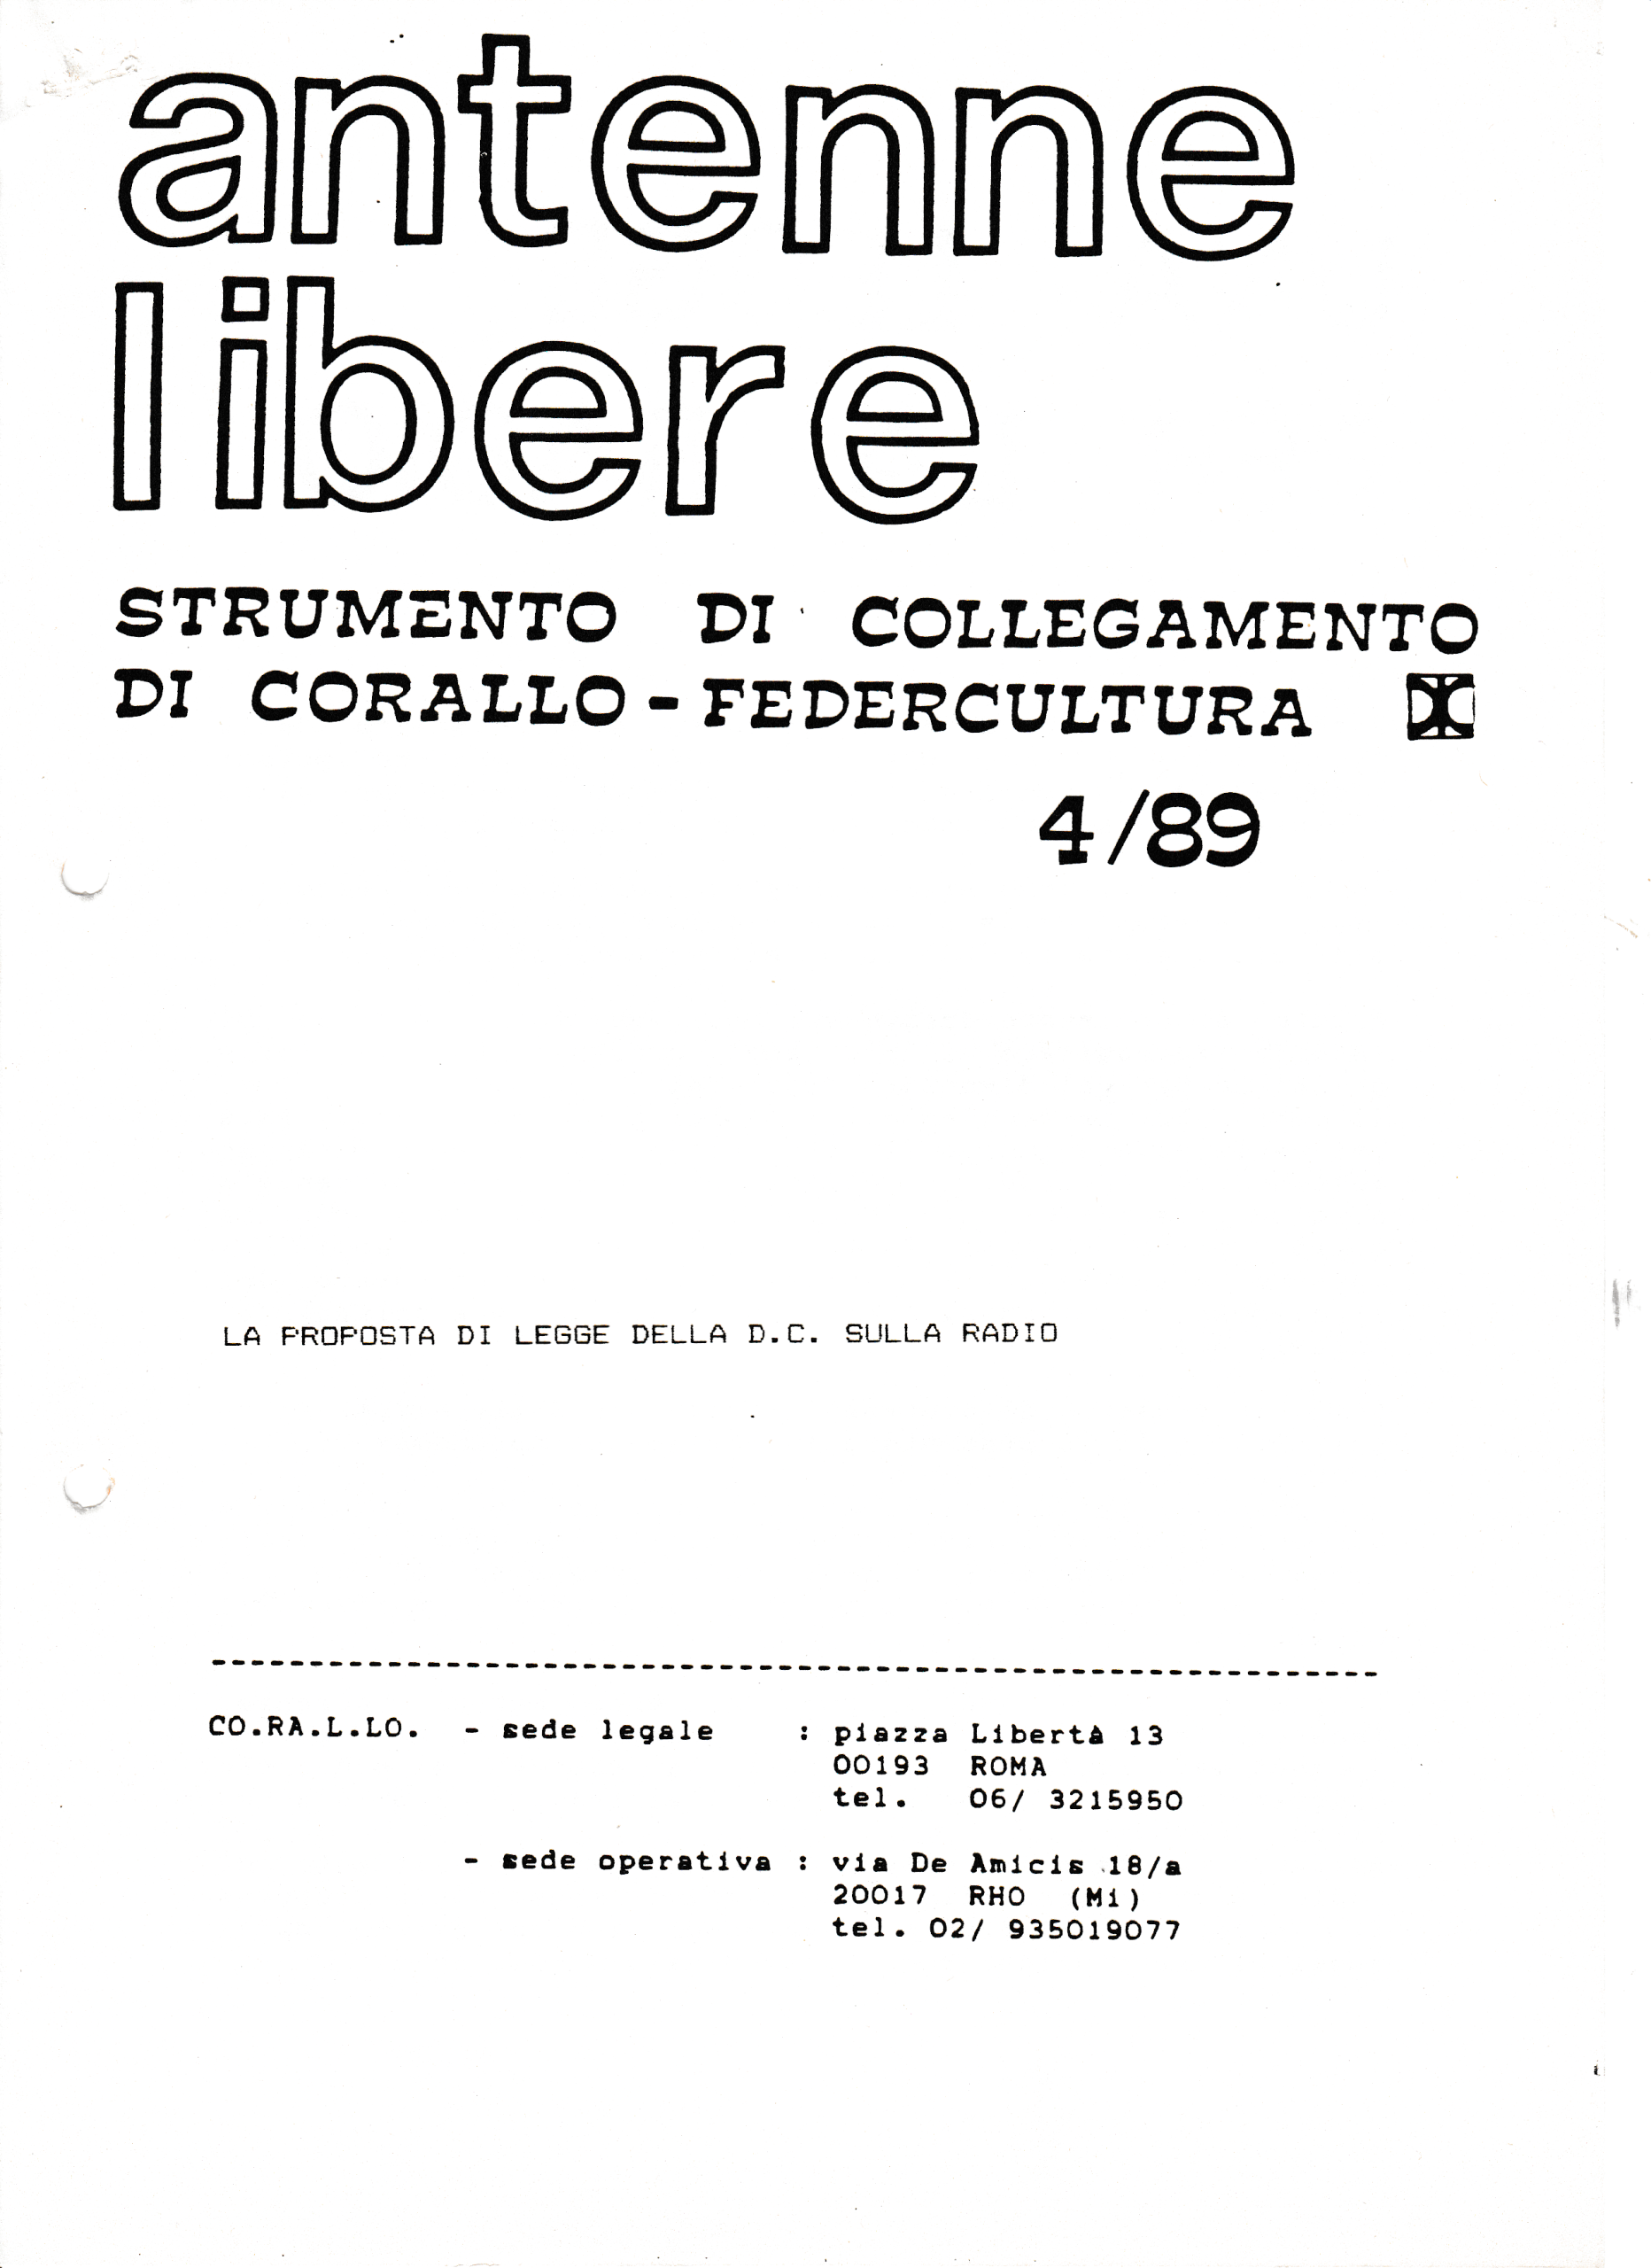 antenne
libere
STRUMENTO DI COLLEGAMENTO
DI CORALLO - FEDERCULTURA
4/89
LA PROPOSTA DI LEGGE DELLA D.C. SULLA RADIO
CO.RA.L.LO. - sede legale : piazza Libertà 13
00193 ROMA
tel. 06/ 3215950
- sede operativa : via De Amicis 18/a
20017 RHO (Mi)
tel. 02/ 935019077